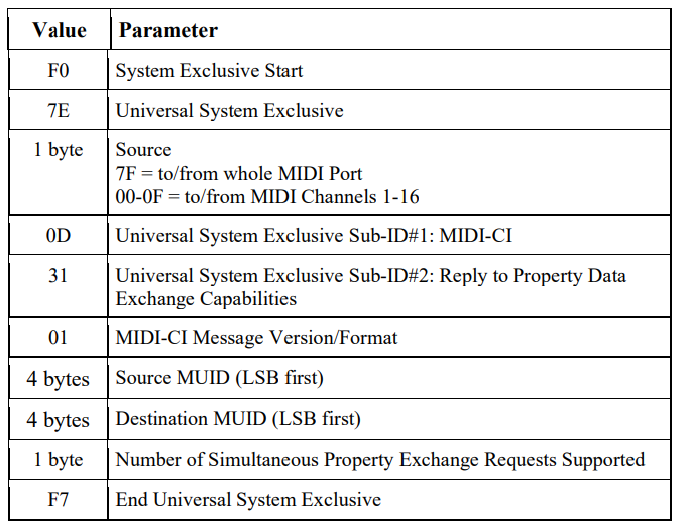 Value Parameter
F0 System Exclusive Start
7E Universal System Exclusive
1 byte Source
7F = to/from whole MIDI Port
00-0F = to/from MIDI Channels 1-16
0D Universal System Exclusive Sub-ID#1: MIDI-CI
31 Universal System Exclusive Sub-ID#2: Reply to Property Data
Exchange Capabilities
01 MIDI-CI Message Version/Format
4 bytes Source MUID (LSB first)
4 bytes Destination MUID (LSB first)
1 byte Number of Simultaneous Property Exchange Requests Supported
F7 End Universal System Exclusive